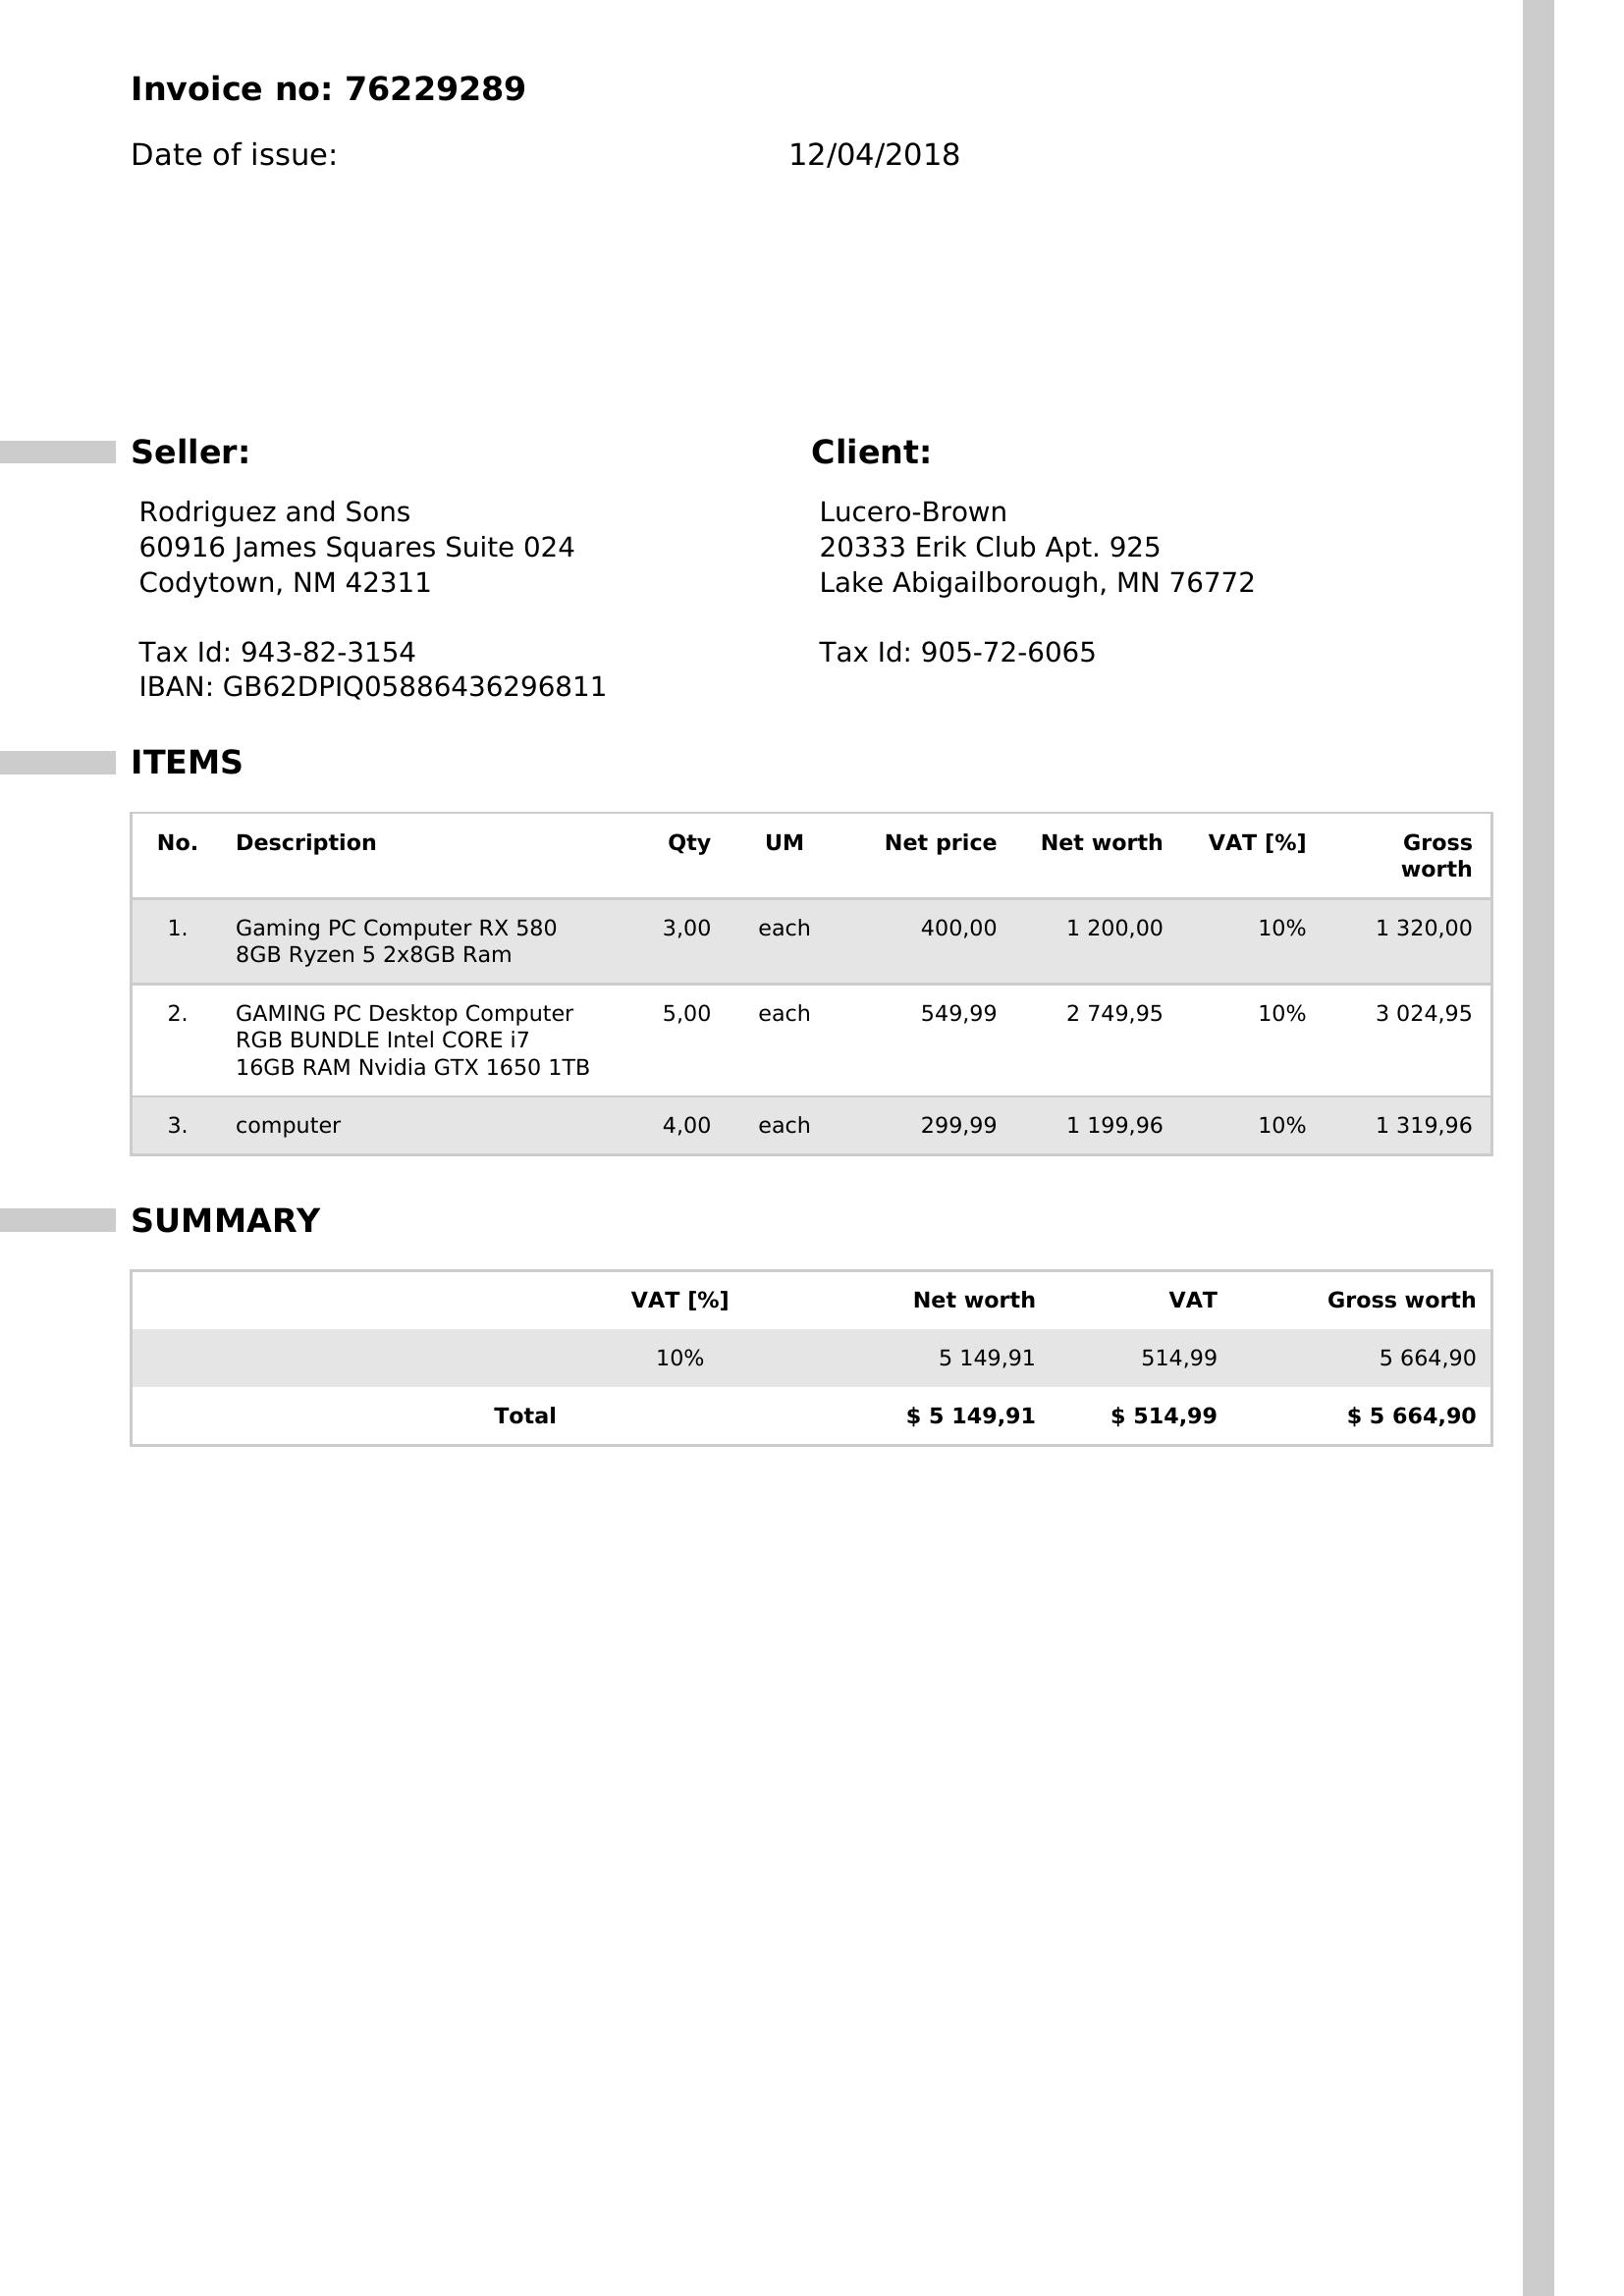 Invoice no: 76229289
Date of issue: 12/04/2018
Seller:
Rodriguez and Sons
60916 James Squares Suite 024
Codytown, NM 42311
Tax Id: 943-82-3154
IBAN: GB62DPIQ05886436296811
Client:
Lucero-Brown
20333 Erik Club Apt. 925
Lake Abigailborough, MN 76772
Tax Id: 905-72-6065
ITEMS
No. Description Qty UM Net price Net worth VAT [%] Gross
worth
1. Gaming PC Computer RX 580 3,00 each 400,00 1 200,00 10% 1 320,00
8GB Ryzen 5 2x8GB Ram
2. GAMING PC Desktop Computer 5,00 each 549,99 2 749,95 10% 3 024,95
RGB BUNDLE Intel CORE i7
16GB RAM Nvidia GTX 1650 1TB
3. computer 4,00 each 299,99 1 199,96 10% 1 319,96
SUMMARY
VAT [%] Net worth VAT Gross worth
10% 5 149,91 514,99 5 664,90
Total $ 5 149,91 $ 514,99 $ 5 664,90